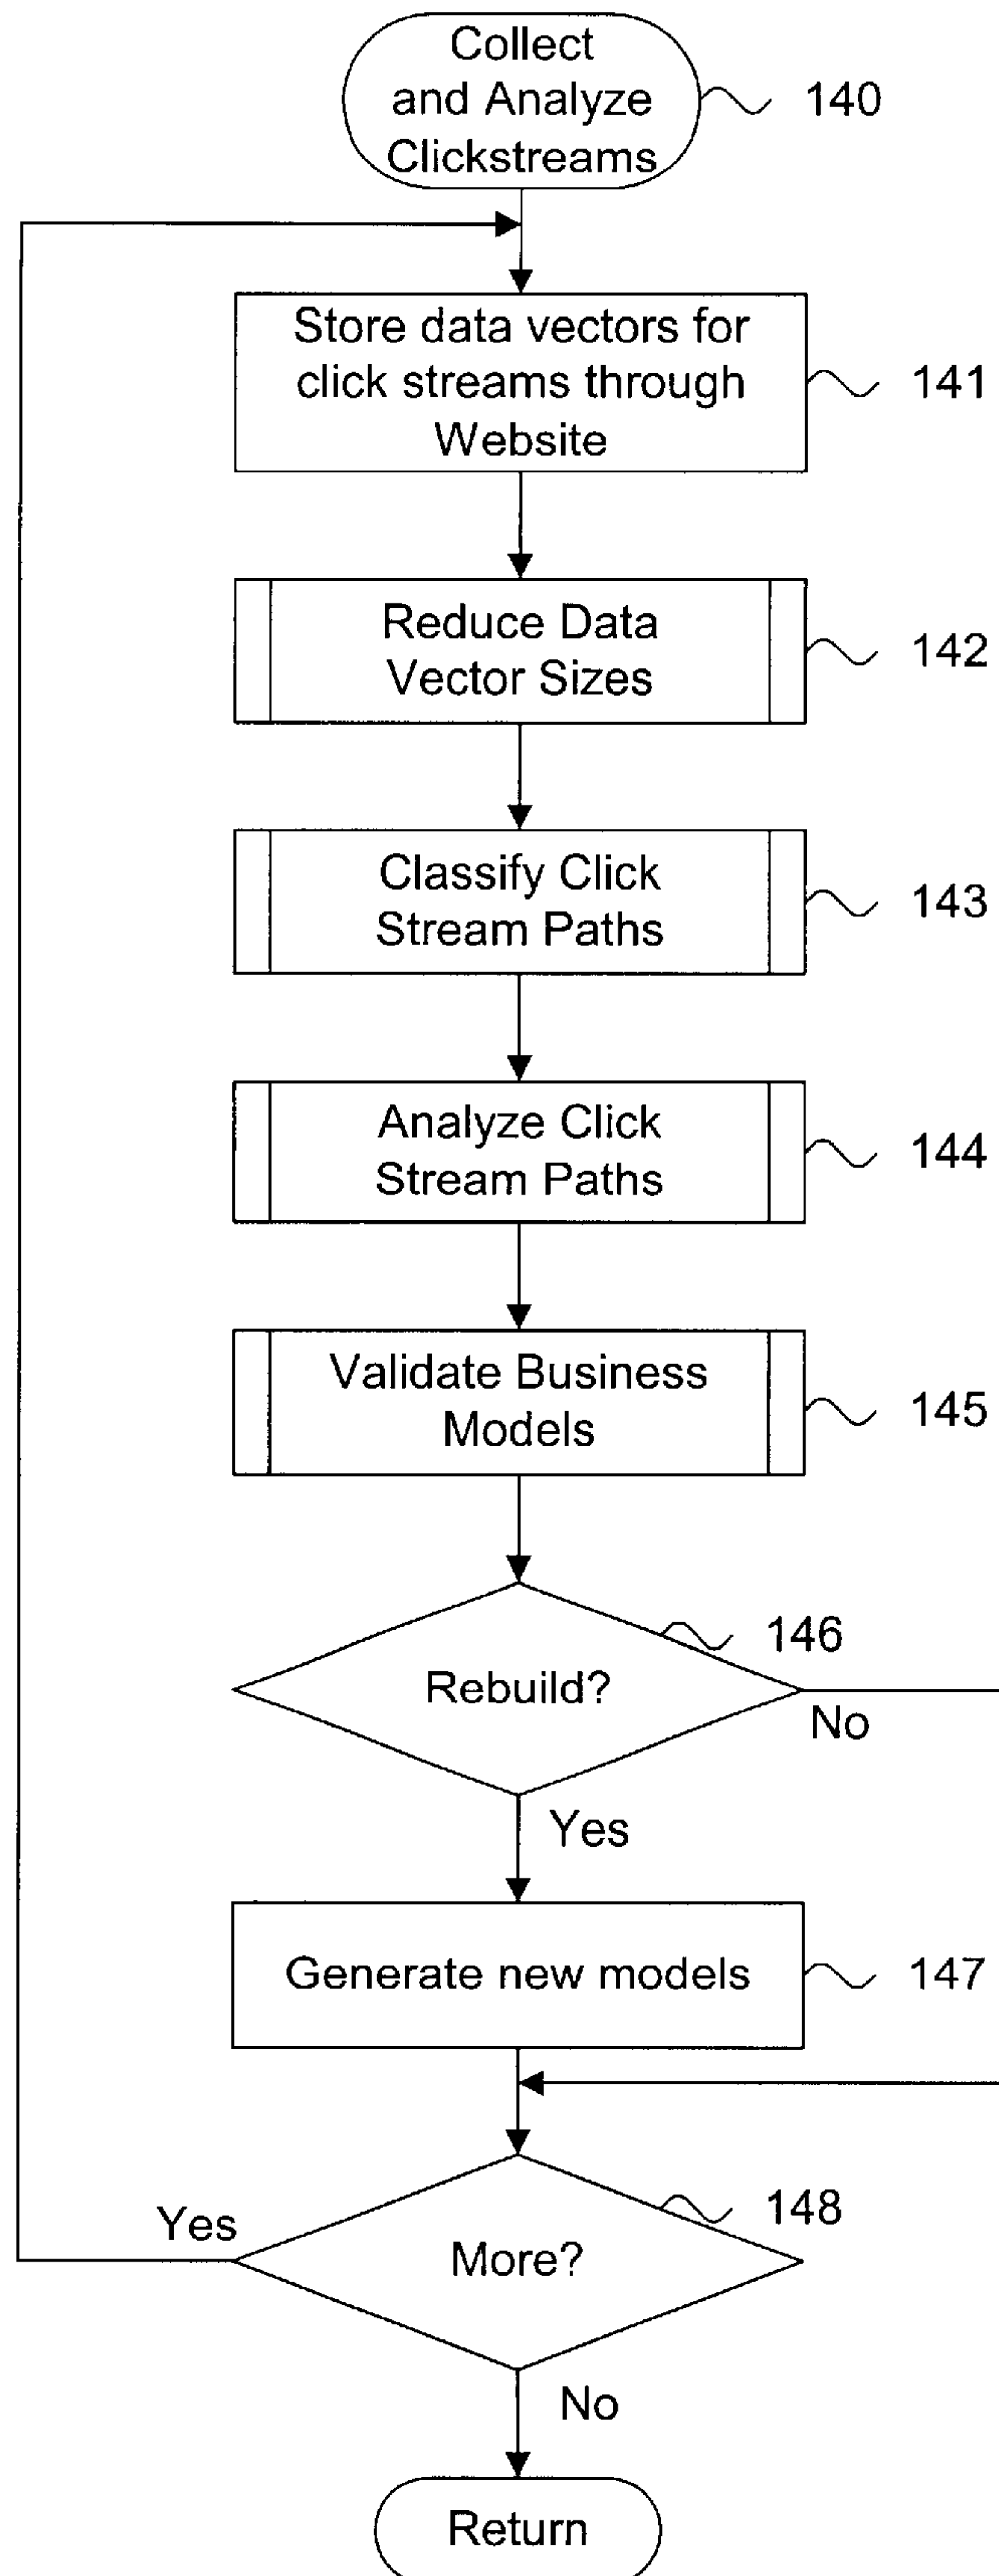 Collect
and Analyze
Clickstreams
140
Store data vectors for
click streams through
Website
141
Reduce Data
Vector Sizes
142
Classify Click
Stream Paths
143
Analyze Click
Stream Paths
144
Validate Business
Models
145
146
Rebuild?
No
Yes
Generate new models
147
148
Yes
More?
No
Return